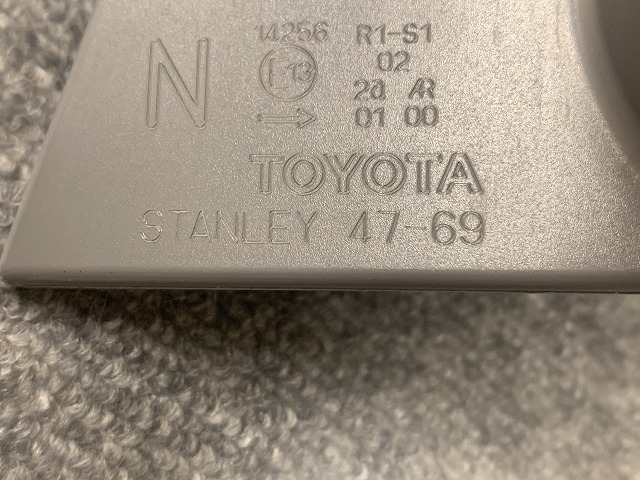 N
14256 R1-S1
E13 02
2a AR
→ 01 00
TOYOTA
STANLEY 47-69